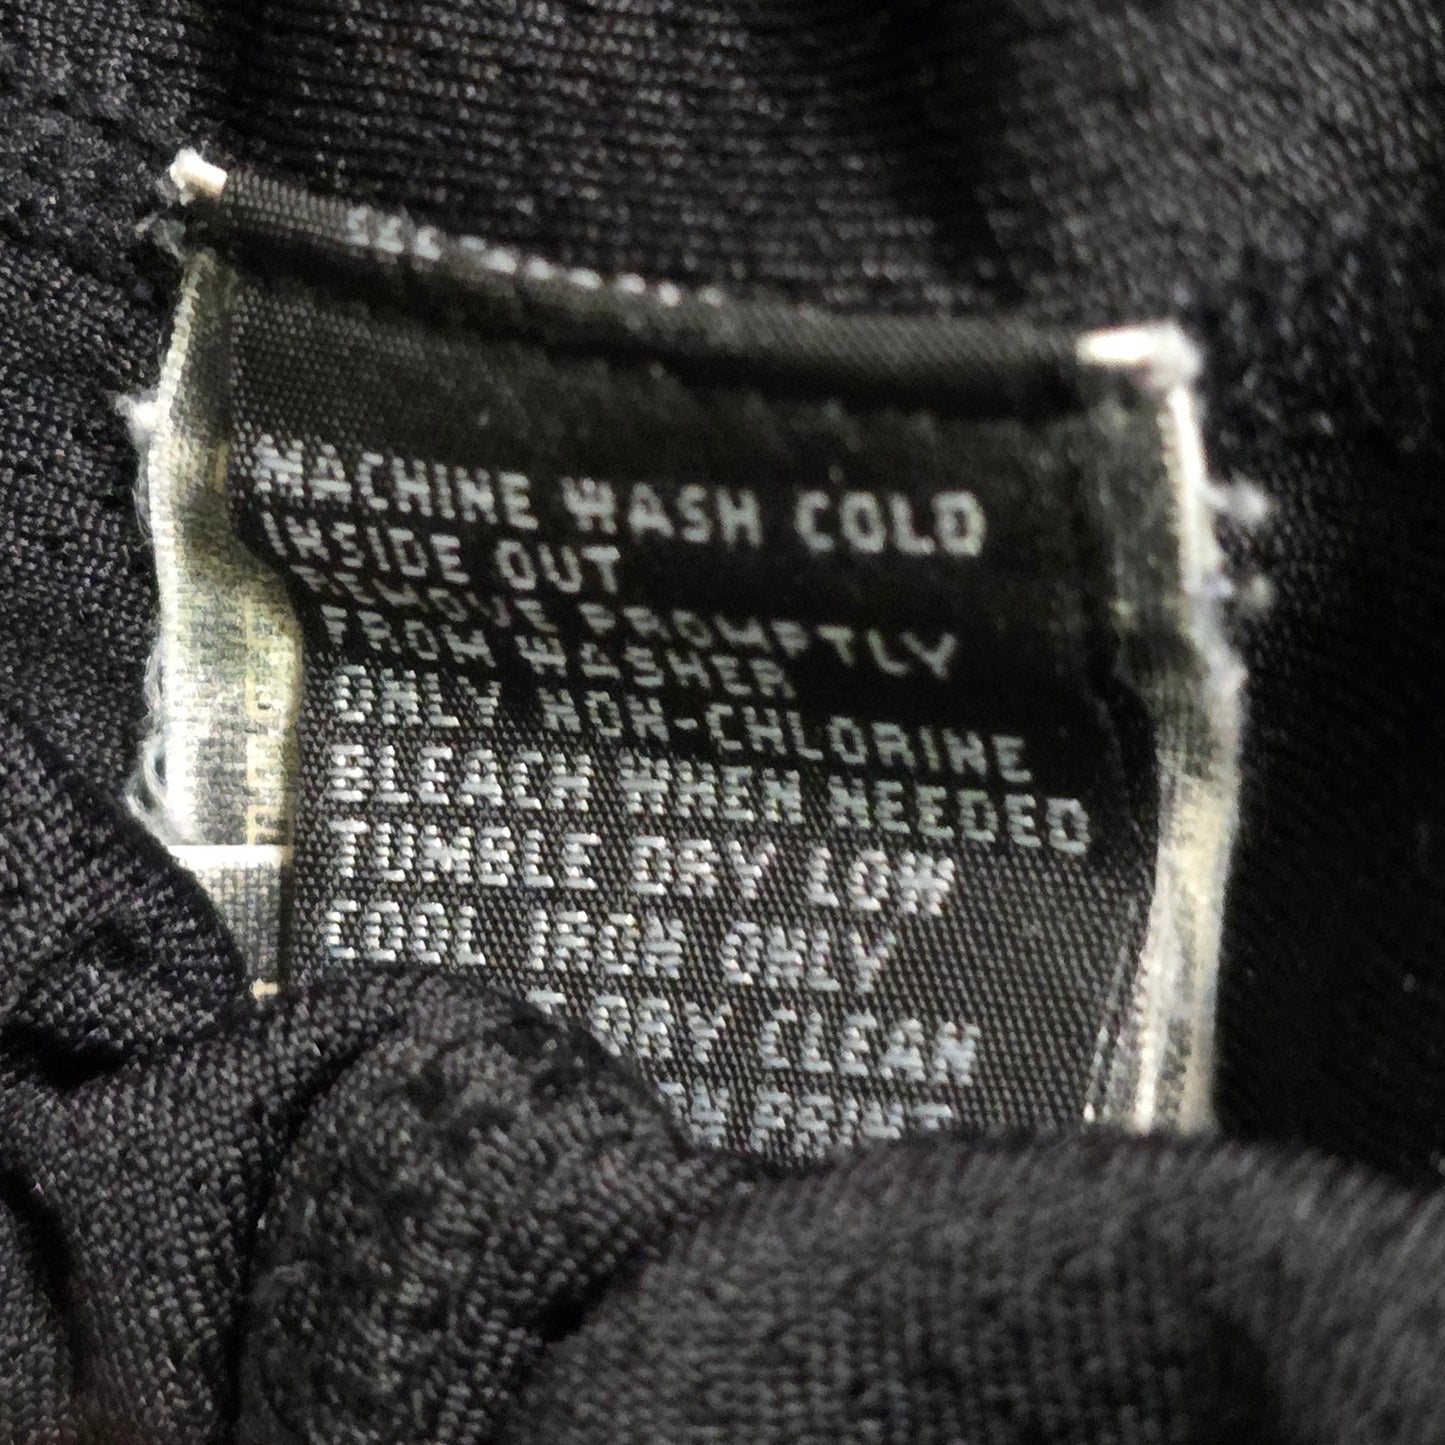 MACHINE WASH COLD
INSIDE OUT
REMOVE PROMPTLY
FROM WASHER
ONLY NON-CHLORINE
BLEACH WHEN NEEDED
TUMBLE DRY LOW
COOL IRON ONLY
DRY CLEAN
PRINT